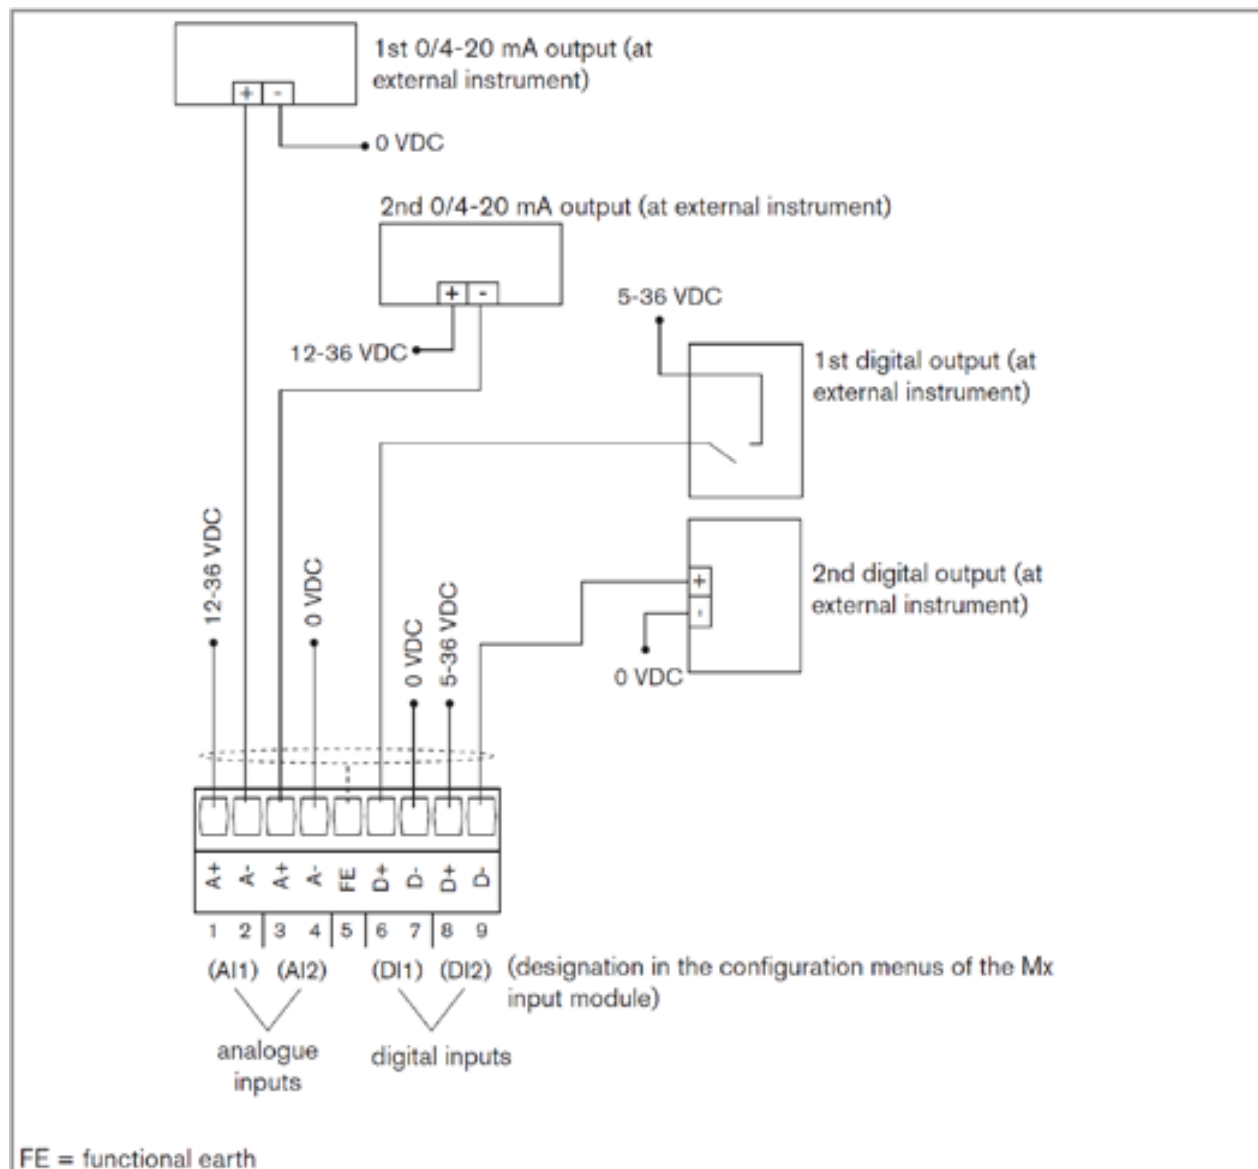 1st 0/4-20 mA output (at
external instrument)
+ -
0 VDC
2nd 0/4-20 mA output (at external instrument)
+ -
12-36 VDC
5-36 VDC
1st digital output (at
external instrument)
2nd digital output (at
external instrument)
+
-
0 VDC
12-36 VDC
0 VDC
0 VDC
5-36 VDC
A+ A- A+ A- FE D+ D- D+ D-
1 2 3 4 5 6 7 8 9
(AI1) (AI2) (DI1) (DI2) (designation in the configuration menus of the Mx
input module)
analogue
inputs
digital inputs
FE = functional earth